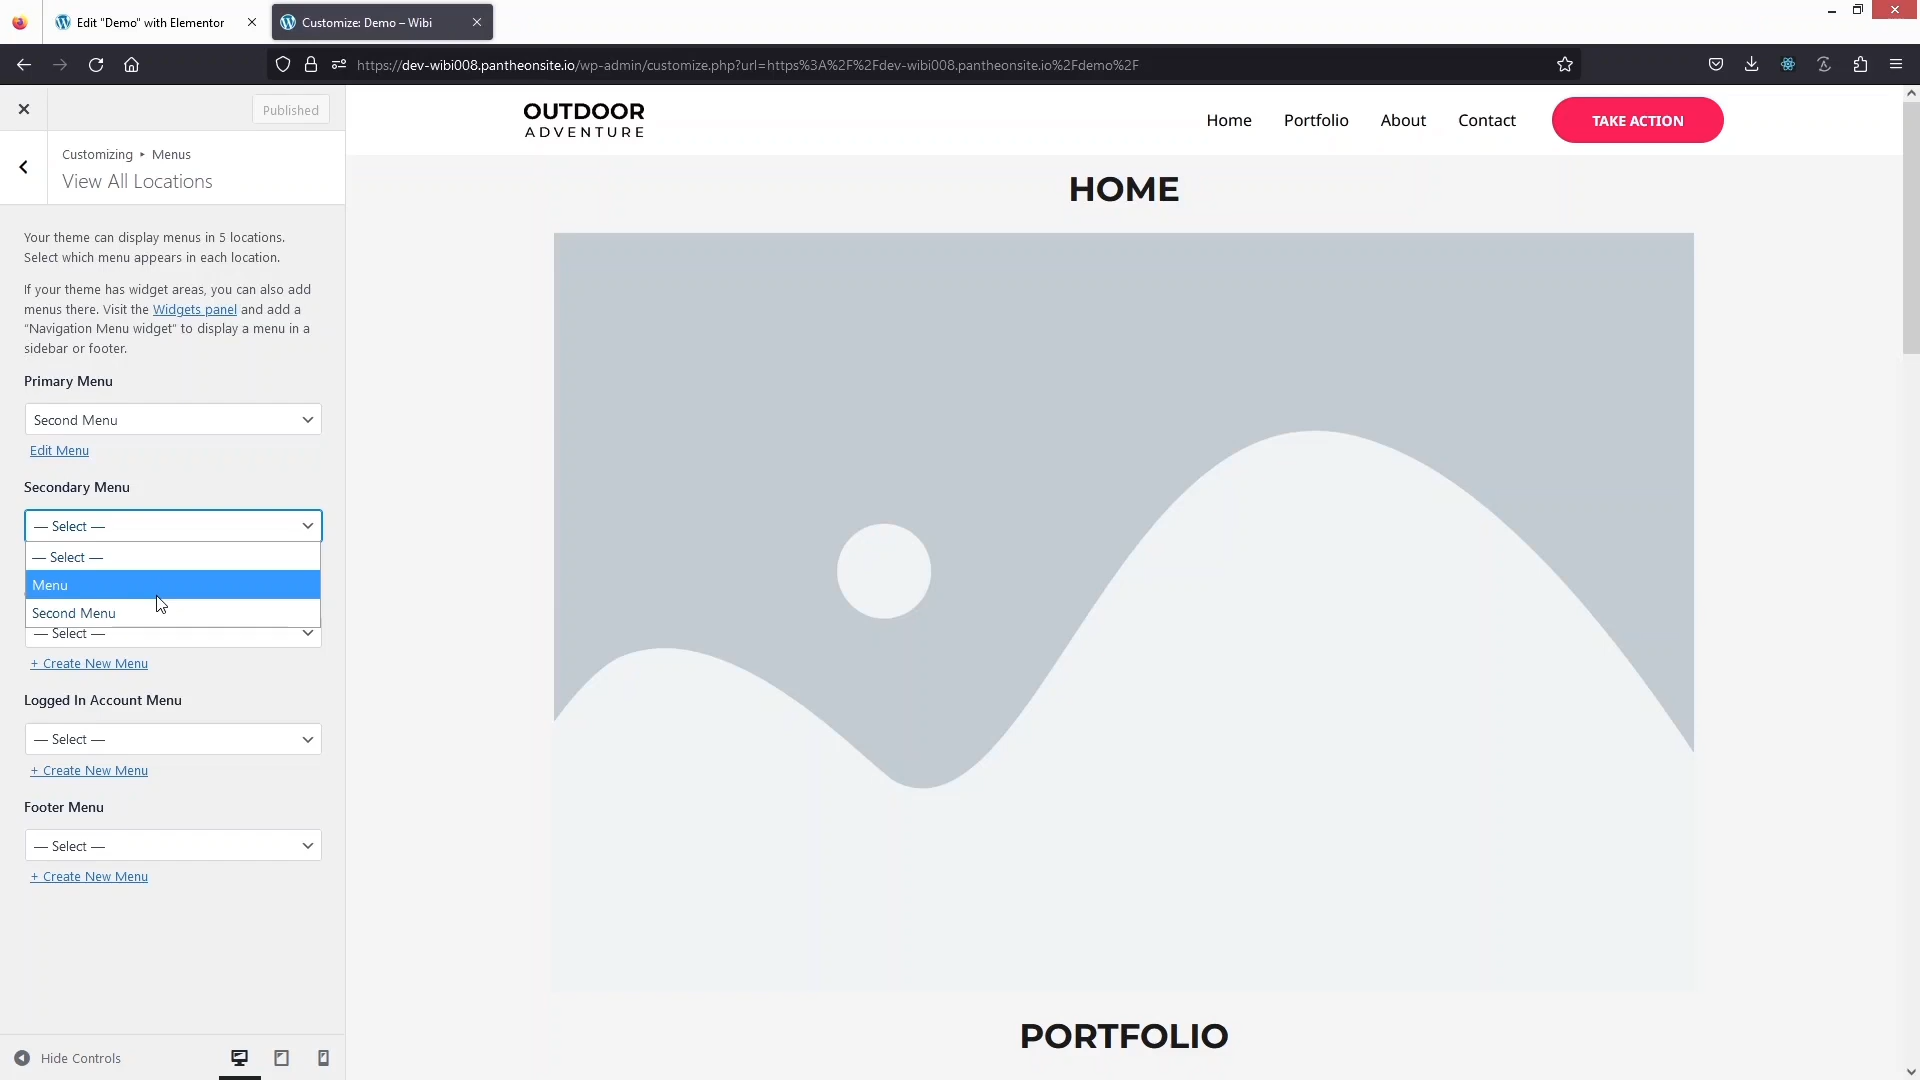 Edit "Demo" with Elementor
Customize: Demo – Wibi
https://dev-wibi008.pantheonsite.io/wp-admin/customize.php?url=https%3A%2F%2Fdev-wibi008.pantheonsite.io%2Fdemo%2F
Published
Customizing ▸ Menus
View All Locations
Your theme can display menus in 5 locations.
Select which menu appears in each location.
If your theme has widget areas, you can also add
menus there. Visit the Widgets panel and add a
“Navigation Menu widget” to display a menu in a
sidebar or footer.
Primary Menu
Second Menu
Edit Menu
Secondary Menu
— Select —
— Select —
Menu
Second Menu
— Select —
+ Create New Menu
Logged In Account Menu
— Select —
+ Create New Menu
Footer Menu
— Select —
+ Create New Menu
Hide Controls
OUTDOOR
ADVENTURE
Home
Portfolio
About
Contact
TAKE ACTION
HOME
PORTFOLIO